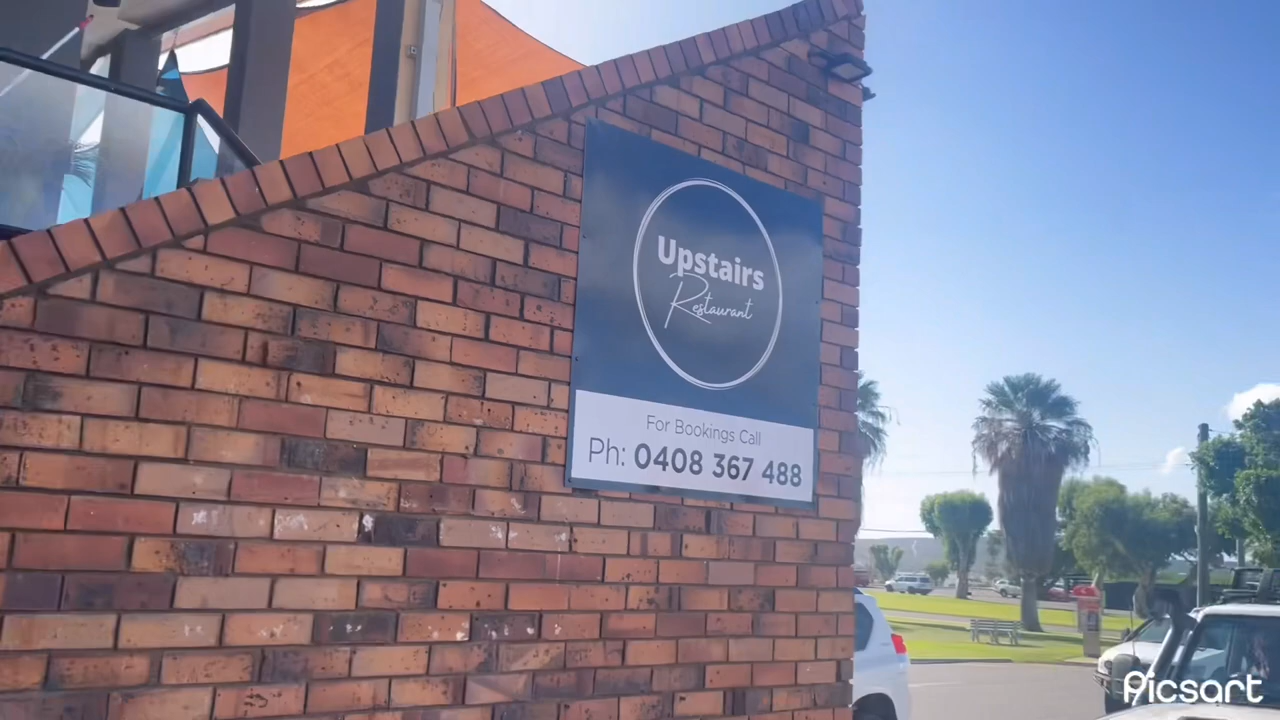 Upstairs
Restaurant
For Bookings Call
Ph: 0408 367 488
Picsart